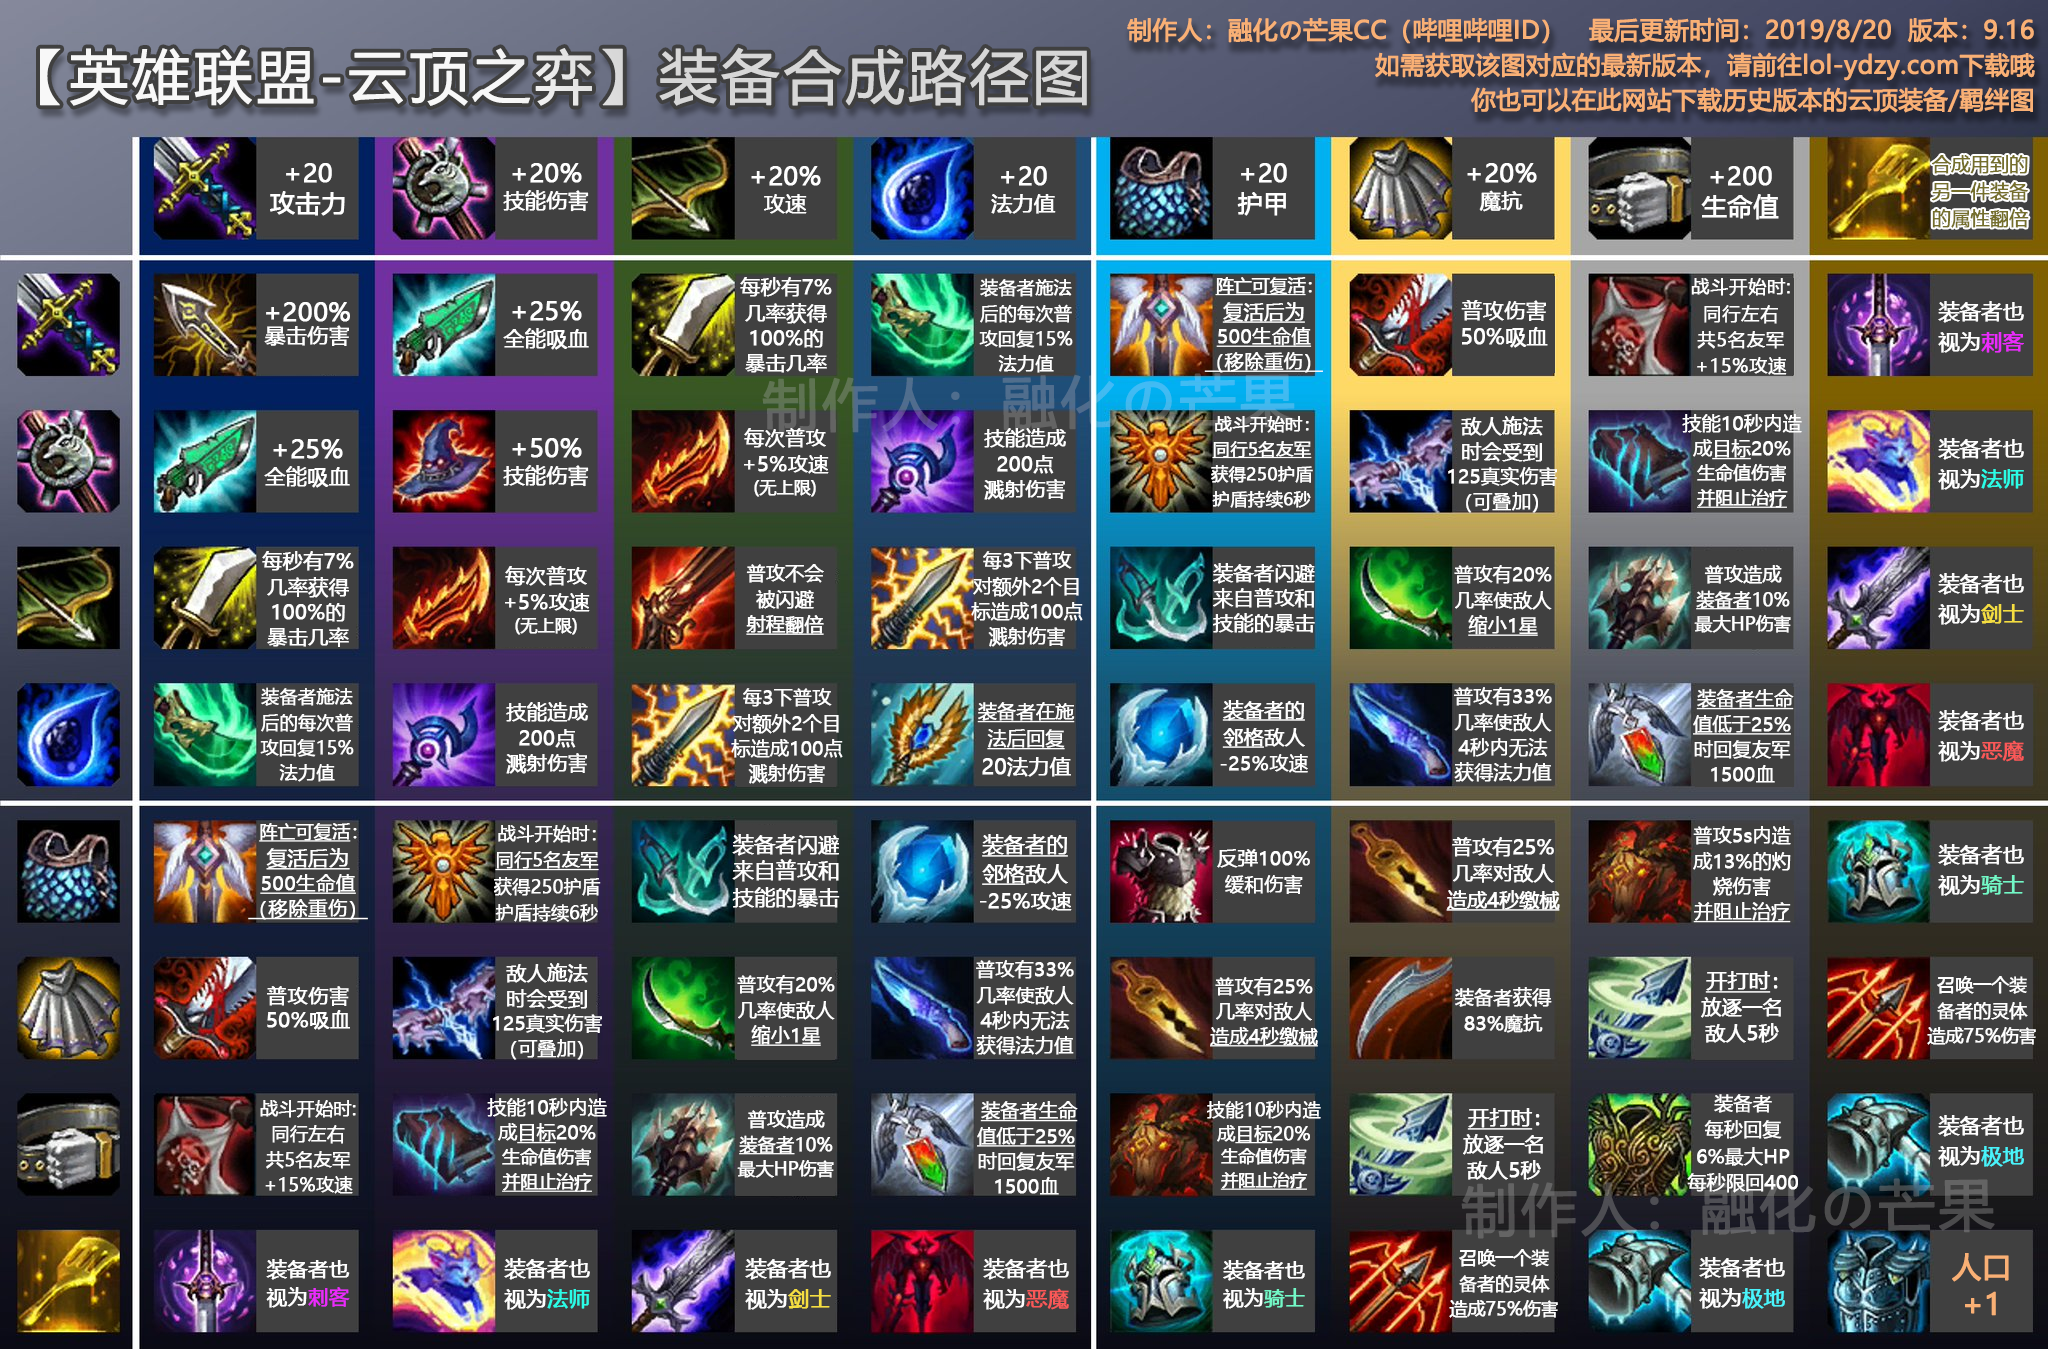 【英雄联盟-云顶之弈】装备合成路径图
制作人：融化の芒果CC（哔哩哔哩ID） 最后更新时间：2019/8/20 版本：9.16
如需获取该图对应的最新版本，请前往lol-ydzy.com下载哦
你也可以在此网站下载历史版本的云顶装备/羁绊图
+20
攻击力
+20%
技能伤害
+20%
攻速
+20
法力值
+20
护甲
+20%
魔抗
+200
生命值
合成用到的
另一件装备
的属性翻倍
+200%
暴击伤害
+25%
全能吸血
每秒有7%
几率获得
100%的
暴击几率
装备者施法
后的每次普
攻回复15%
法力值
阵亡可复活：
复活后为
500生命值
（移除重伤）
普攻伤害
50%吸血
战斗开始时：
同行左右
共5名友军
+15%攻速
装备者也
视为刺客
制作人：融化の芒果
+25%
全能吸血
+50%
技能伤害
每次普攻
+5%攻速
(无上限)
技能造成
200点
溅射伤害
战斗开始时：
同行5名友军
获得250护盾
护盾持续6秒
敌人施法
时会受到
125真实伤害
(可叠加)
技能10秒内造
成目标20%
生命值伤害
并阻止治疗
装备者也
视为法师
每秒有7%
几率获得
100%的
暴击几率
每次普攻
+5%攻速
(无上限)
普攻不会
被闪避
射程翻倍
每3下普攻
对额外2个目
标造成100点
溅射伤害
装备者闪避
来自普攻和
技能的暴击
普攻有20%
几率使敌人
缩小1星
普攻造成
装备者10%
最大HP伤害
装备者也
视为剑士
装备者施法
后的每次普
攻回复15%
法力值
技能造成
200点
溅射伤害
每3下普攻
对额外2个目
标造成100点
溅射伤害
装备者在施
法后回复
20法力值
装备者的
邻格敌人
-25%攻速
普攻有33%
几率使敌人
4秒内无法
获得法力值
装备者生命
值低于25%
时回复友军
1500血
装备者也
视为恶魔
阵亡可复活：
复活后为
500生命值
（移除重伤）
战斗开始时：
同行5名友军
获得250护盾
护盾持续6秒
装备者闪避
来自普攻和
技能的暴击
装备者的
邻格敌人
-25%攻速
反弹100%
缓和伤害
普攻有25%
几率对敌人
造成4秒缴械
普攻5s内造
成13%的灼
烧伤害
并阻止治疗
装备者也
视为骑士
普攻伤害
50%吸血
敌人施法
时会受到
125真实伤害
(可叠加)
普攻有20%
几率使敌人
缩小1星
普攻有33%
几率使敌人
4秒内无法
获得法力值
普攻有25%
几率对敌人
造成4秒缴械
装备者获得
83%魔抗
开打时：
放逐一名
敌人5秒
召唤一个装
备者的灵体
造成75%伤害
战斗开始时：
同行左右
共5名友军
+15%攻速
技能10秒内造
成目标20%
生命值伤害
并阻止治疗
普攻造成
装备者10%
最大HP伤害
装备者生命
值低于25%
时回复友军
1500血
技能10秒内造
成目标20%
生命值伤害
并阻止治疗
开打时：
放逐一名
敌人5秒
装备者
每秒回复
6%最大HP
每秒限回400
装备者也
视为极地
制作人：融化の芒果
装备者也
视为刺客
装备者也
视为法师
装备者也
视为剑士
装备者也
视为恶魔
装备者也
视为骑士
召唤一个装
备者的灵体
造成75%伤害
装备者也
视为极地
人口
+1